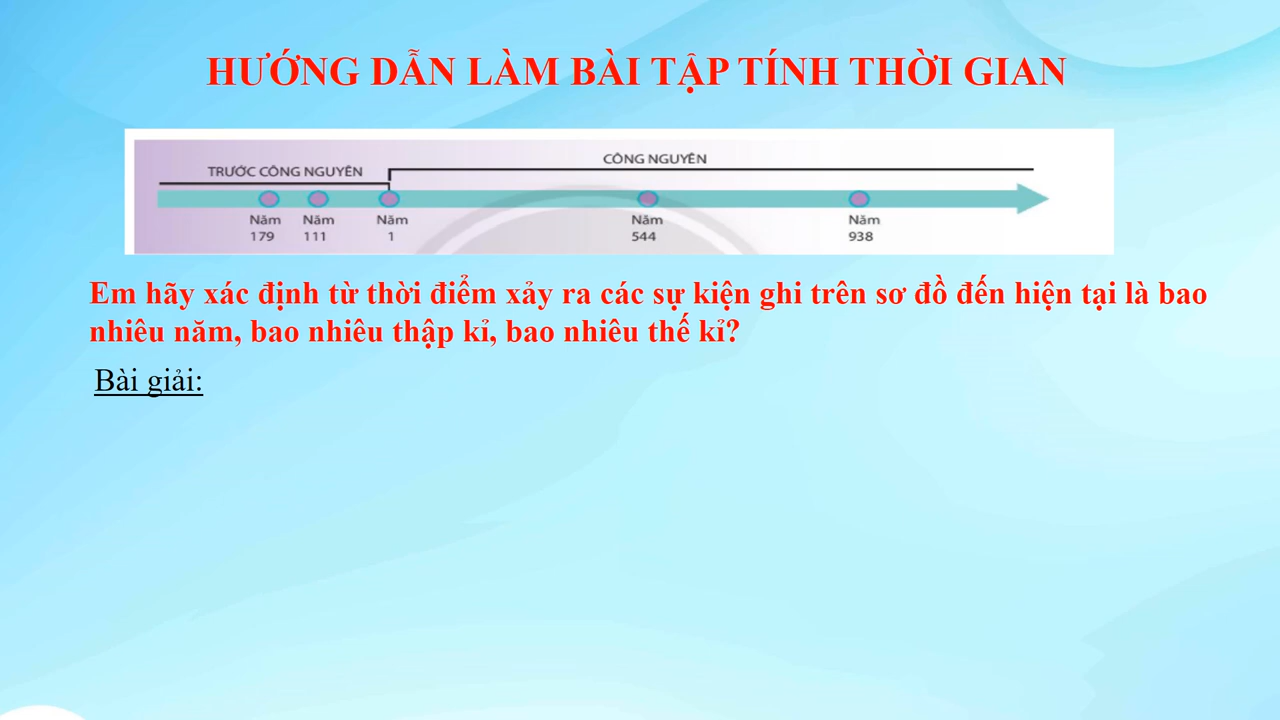 HƯỚNG DẪN LÀM BÀI TẬP TÍNH THỜI GIAN
CÔNG NGUYÊN
TRƯỚC CÔNG NGUYÊN
Năm 179
Năm 111
Năm 1
Năm 544
Năm 938
Em hãy xác định từ thời điểm xảy ra các sự kiện ghi trên sơ đồ đến hiện tại là bao
nhiêu năm, bao nhiêu thập kỉ, bao nhiêu thế kỉ?
Bài giải: